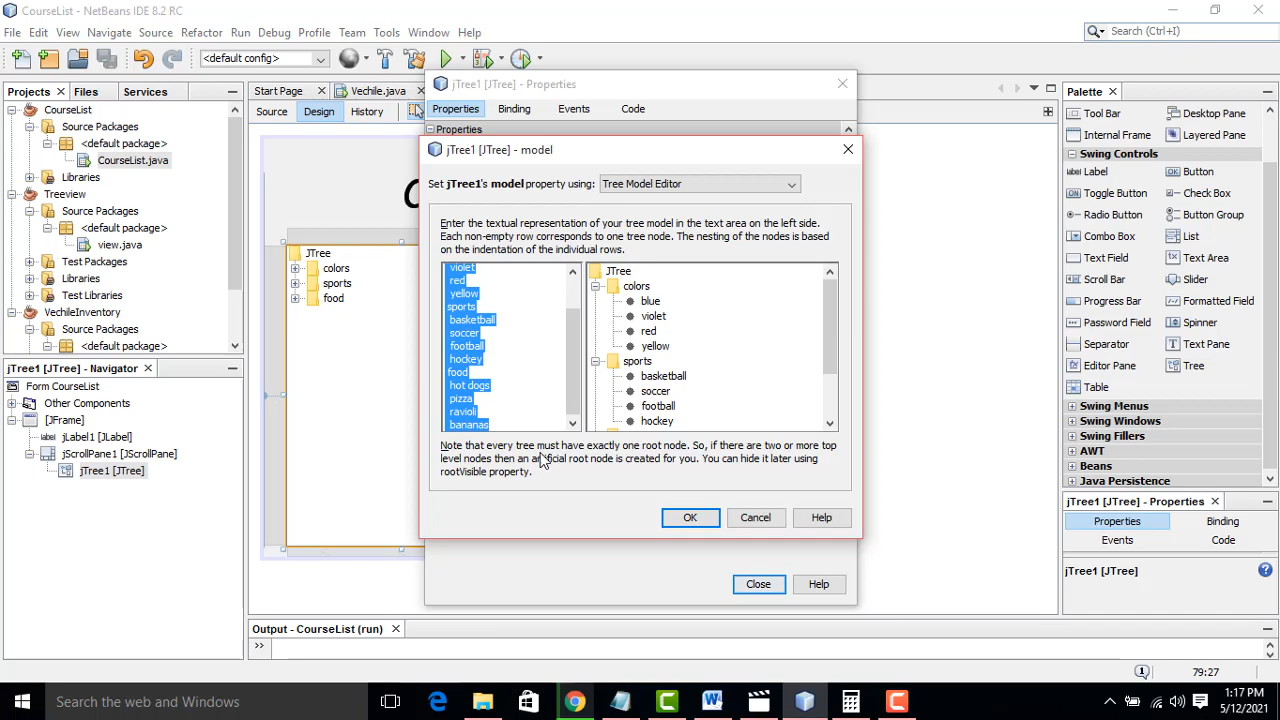 CourseList - NetBeans IDE 8.2 RC
File Edit View Navigate Source Refactor Run Debug Profile Team Tools Window Help
Search (Ctrl+I)
<default config>
Projects Files Services
CourseList
Source Packages
<default package>
CourseList.java
Libraries
Treeview
Source Packages
<default package>
view.java
Test Packages
Libraries
Test Libraries
VechileInventory
Source Packages
<default package>
jTree1 [JTree] - Navigator
Form CourseList
Other Components
[JFrame]
jLabel1 [JLabel]
jScrollPane1 [JScrollPane]
jTree1 [JTree]
Start Page Vechile.java
Source Design History
JTree
colors
sports
food
jTree1 [JTree] - Properties
Properties Binding Events Code
Properties
jTree1 [JTree] - model
Set jTree1's model property using: Tree Model Editor
Enter the textual representation of your tree model in the text area on the left side.
Each non-empty row corresponds to one tree node. The nesting of the nodes is based
on the indentation of the individual rows.
violet
red
yellow
sports
basketball
soccer
football
hockey
food
hot dogs
pizza
ravioli
bananas
JTree
colors
blue
violet
red
yellow
sports
basketball
soccer
football
hockey
Note that every tree must have exactly one root node. So, if there are two or more top
level nodes then an artificial root node is created for you. You can hide it later using
rootVisible property.
OK Cancel Help
Close Help
Palette
Tool Bar Desktop Pane
Internal Frame Layered Pane
Swing Controls
Label Button
Toggle Button Check Box
Radio Button Button Group
Combo Box List
Text Field Text Area
Scroll Bar Slider
Progress Bar Formatted Field
Password Field Spinner
Separator Text Pane
Editor Pane Tree
Table
Swing Menus
Swing Windows
Swing Fillers
AWT
Beans
Java Persistence
jTree1 [JTree] - Properties
Properties Binding
Events Code
jTree1 [JTree]
Output - CourseList (run)
>>
1
79:27
Search the web and Windows
1:17 PM
5/12/2021